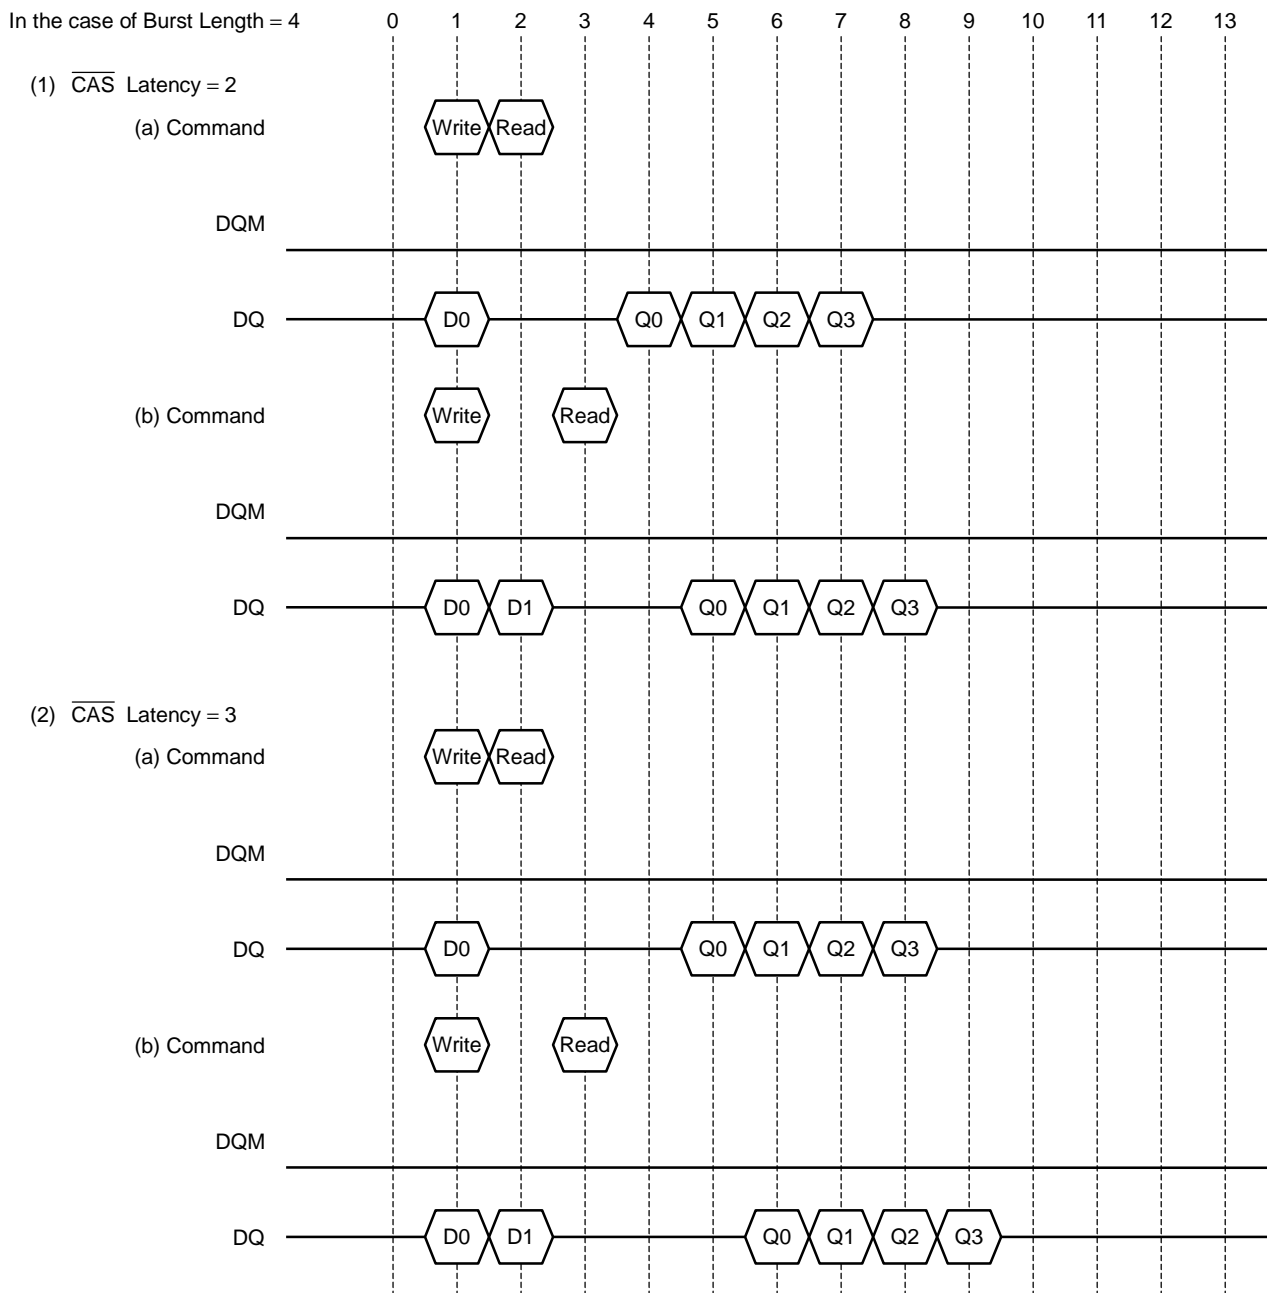 In the case of Burst Length = 4 0 1 2 3 4 5 6 7 8 9 10 11 12 13
(1) CAS Latency = 2
(a) Command Write Read
DQM
DQ D0 Q0 Q1 Q2 Q3
(b) Command Write Read
DQM
DQ D0 D1 Q0 Q1 Q2 Q3
(2) CAS Latency = 3
(a) Command Write Read
DQM
DQ D0 Q0 Q1 Q2 Q3
(b) Command Write Read
DQM
DQ D0 D1 Q0 Q1 Q2 Q3